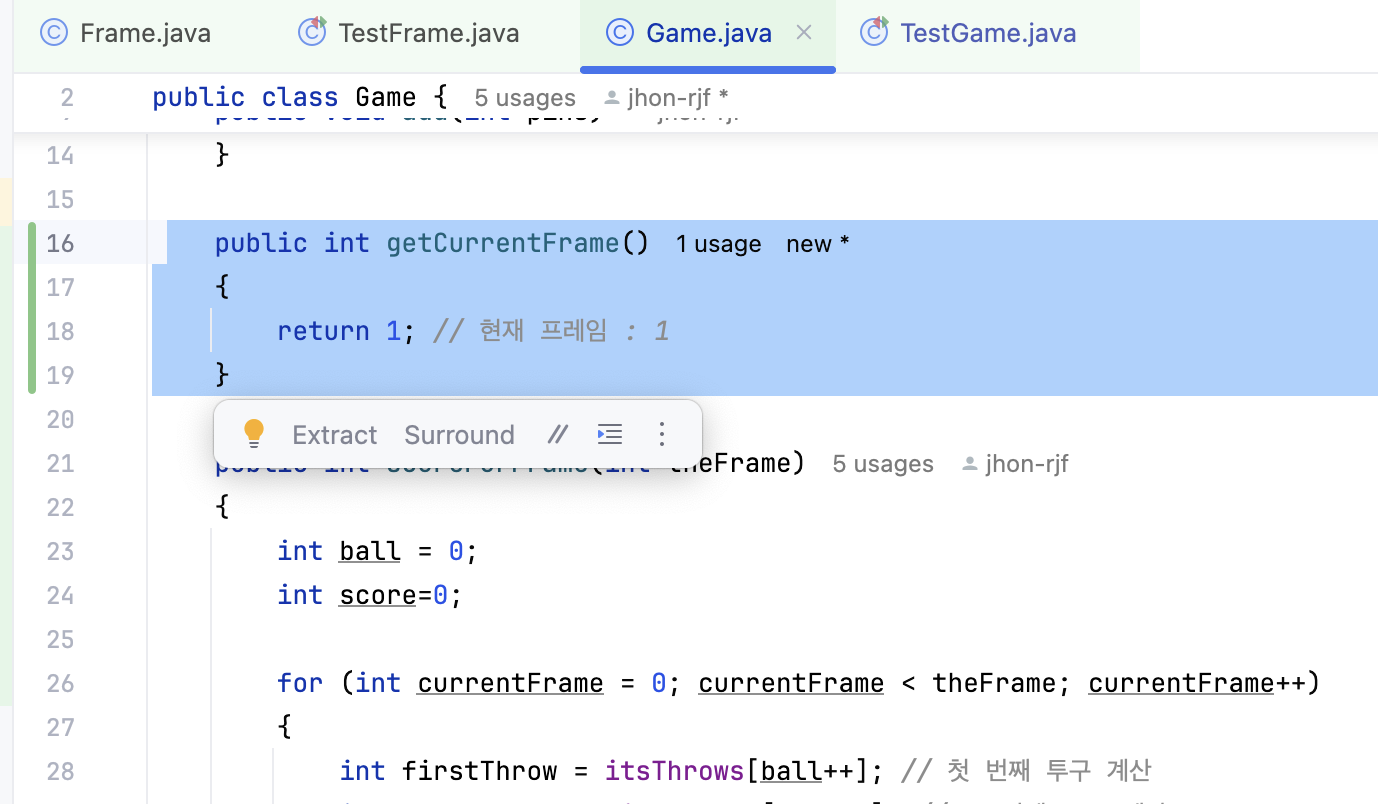 Frame.java TestFrame.java Game.java TestGame.java
2 public class Game { 5 usages jhon-rjf *
14 }
15
16 public int getCurrentFrame() 1 usage new *
17 {
18 return 1; // 현재 프레임 : 1
19 }
20 Extract Surround //
21 theFrame) 5 usages jhon-rjf
22 {
23 int ball = 0;
24 int score=0;
25
26 for (int currentFrame = 0; currentFrame < theFrame; currentFrame++)
27 {
28 int firstThrow = itsThrows[ball++]; // 첫 번째 투구 계산